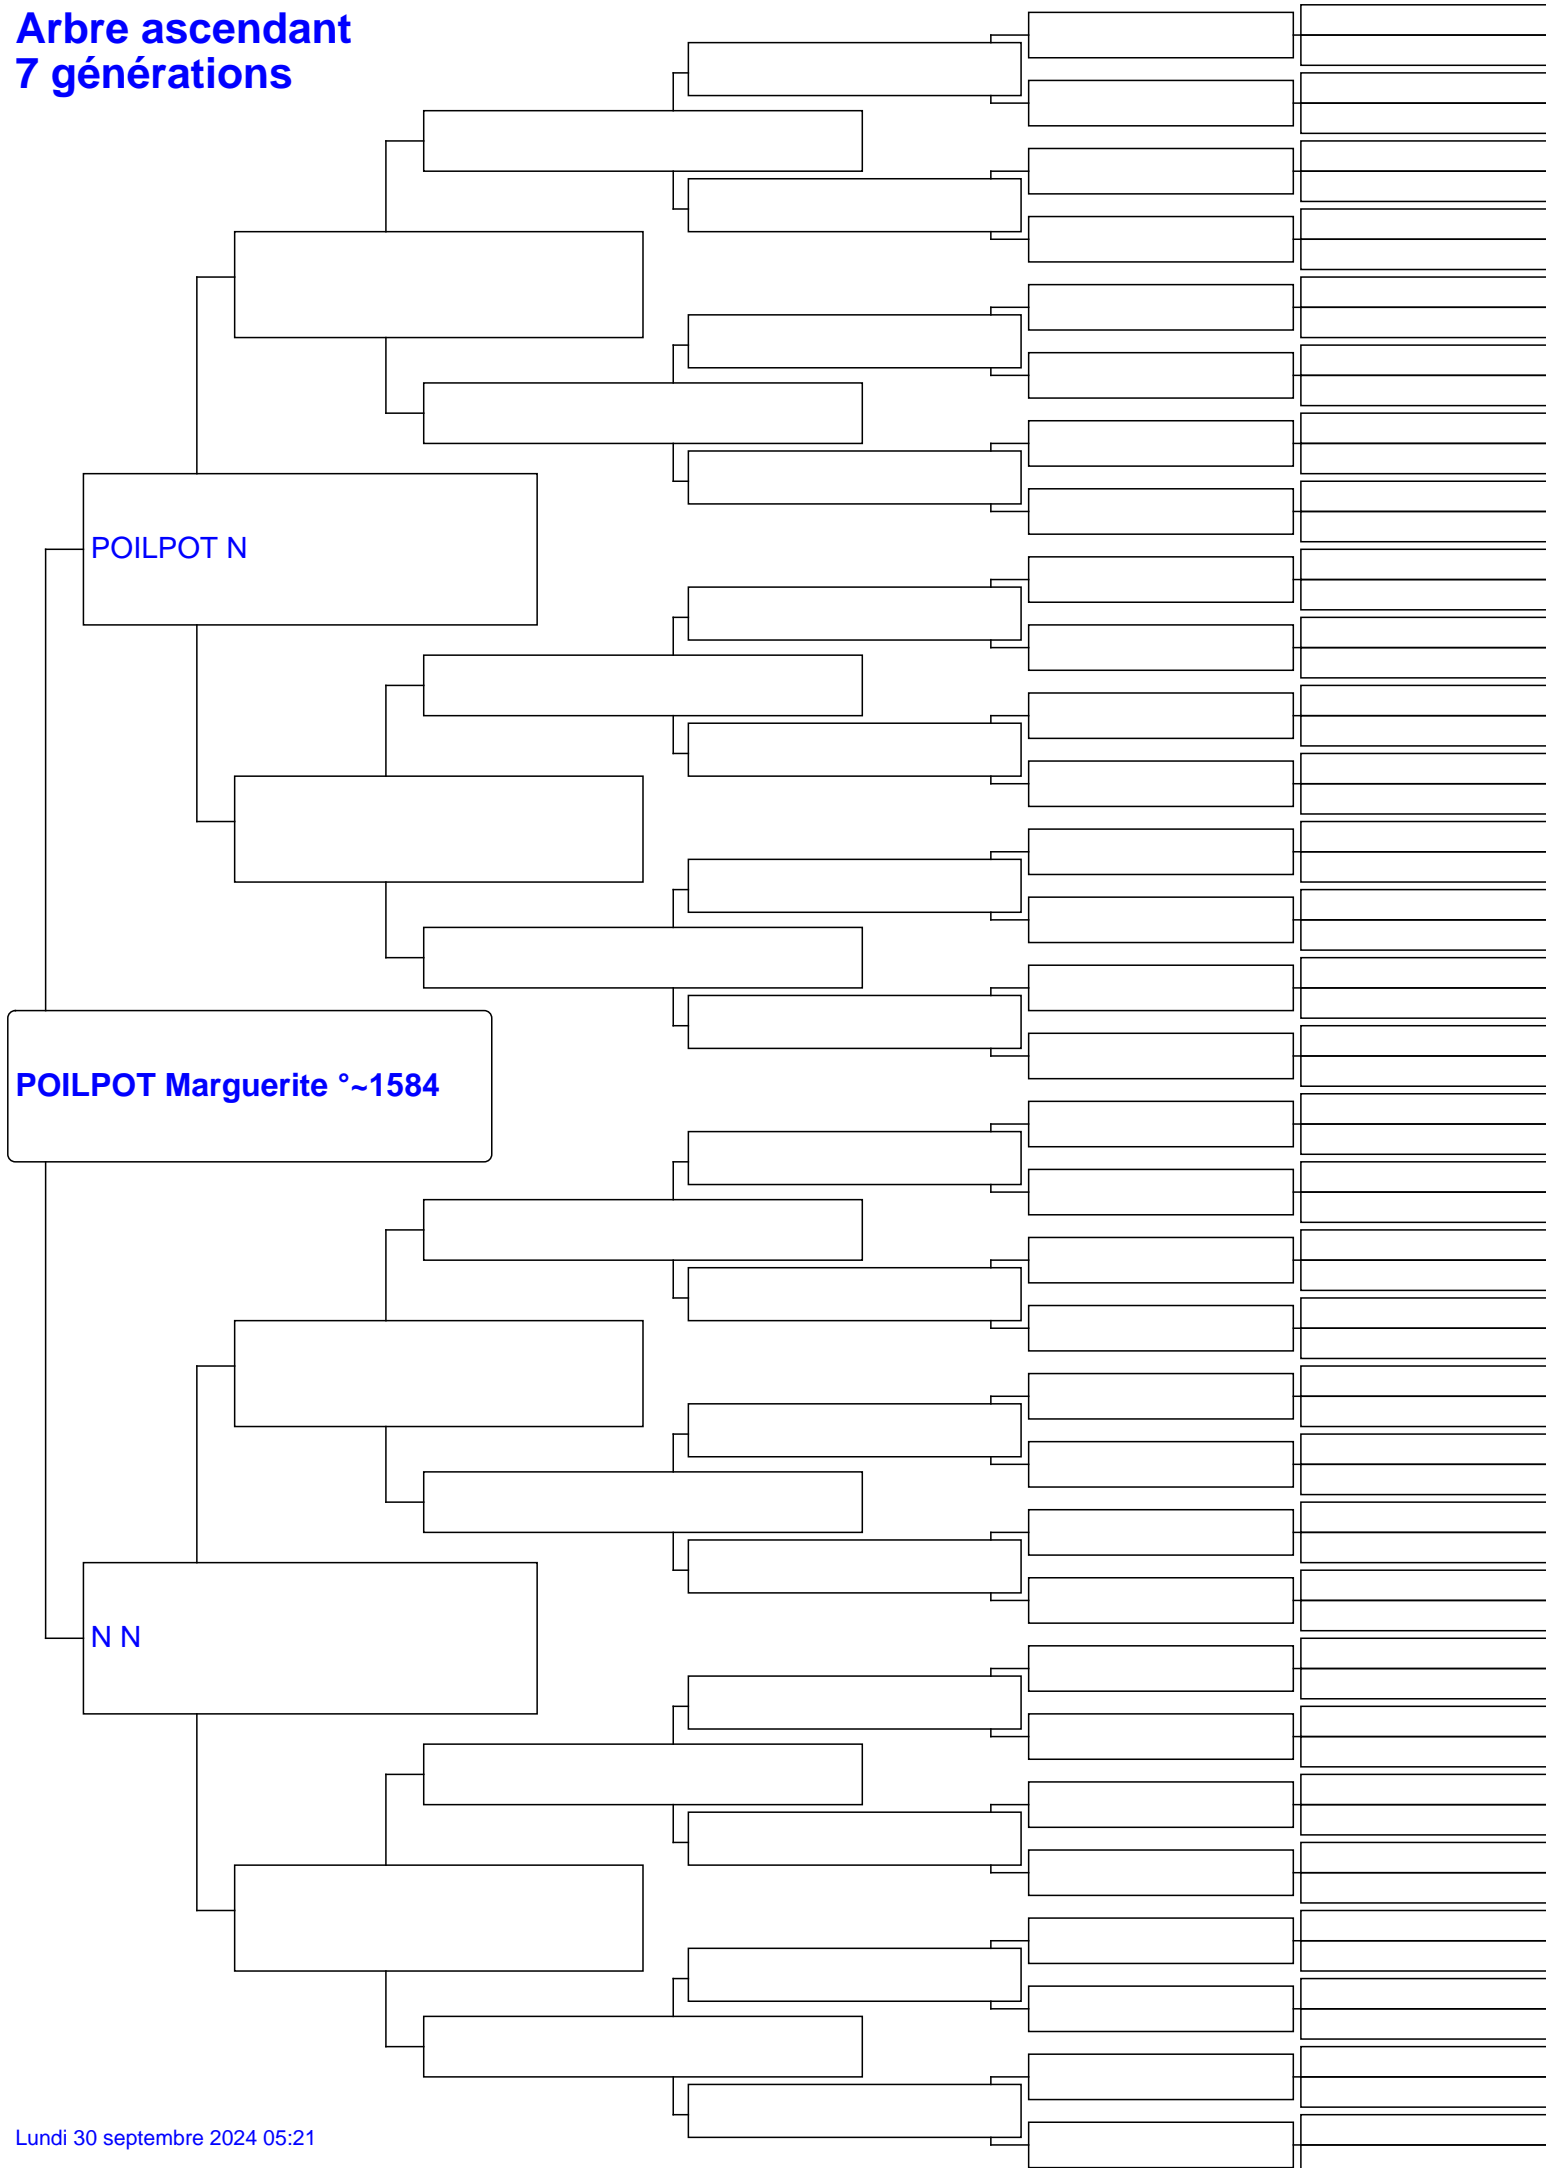 Arbre ascendant
7 générations
POILPOT N
POILPOT Marguerite °~1584
N N
Lundi 30 septembre 2024 05:21